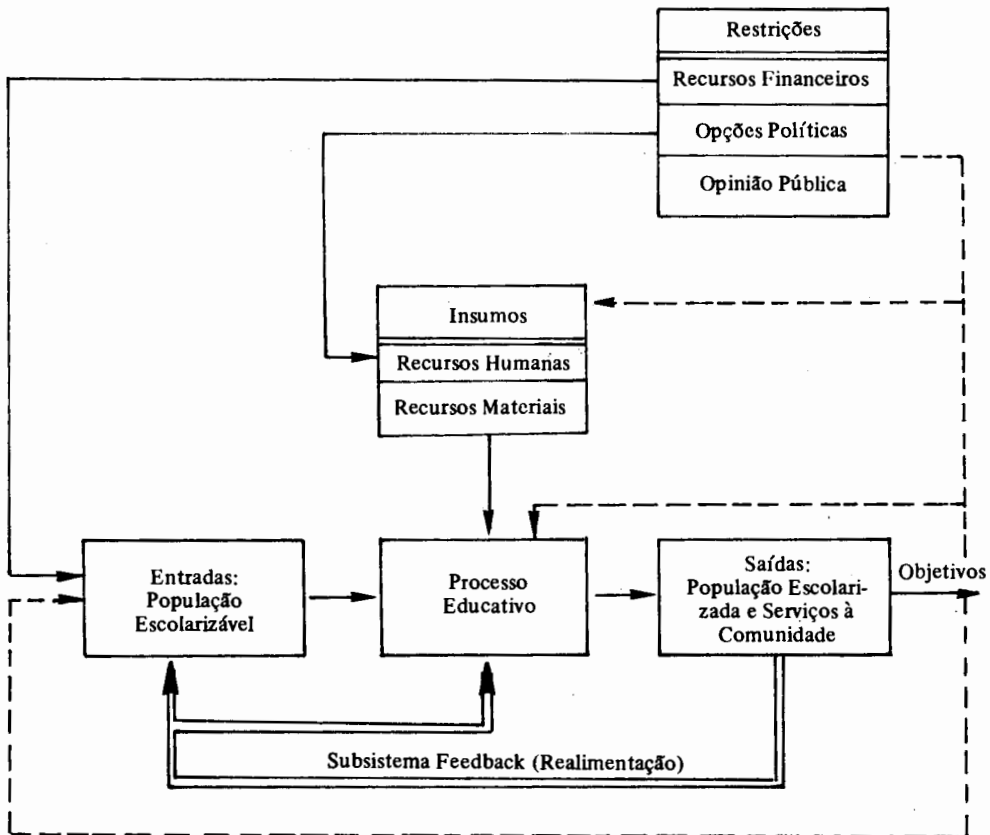 Restrições
Recursos Financeiros
Opções Políticas
Opinião Pública
Insumos
Recursos Humanas
Recursos Materiais
Entradas:
População
Escolarizável
Processo
Educativo
Saídas:
População Escolari-
zada e Serviços à
Comunidade
Objetivos
Subsistema Feedback (Realimentação)